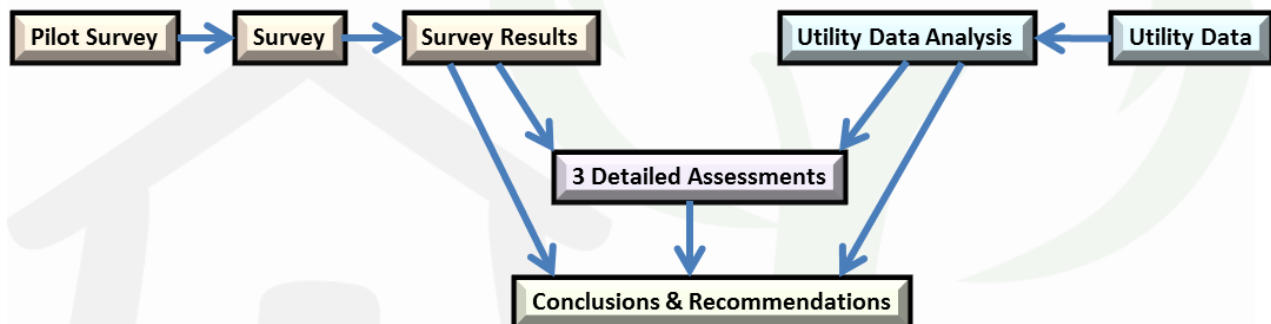 Pilot Survey
Survey
Survey Results
Utility Data Analysis
Utility Data
3 Detailed Assessments
Conclusions & Recommendations